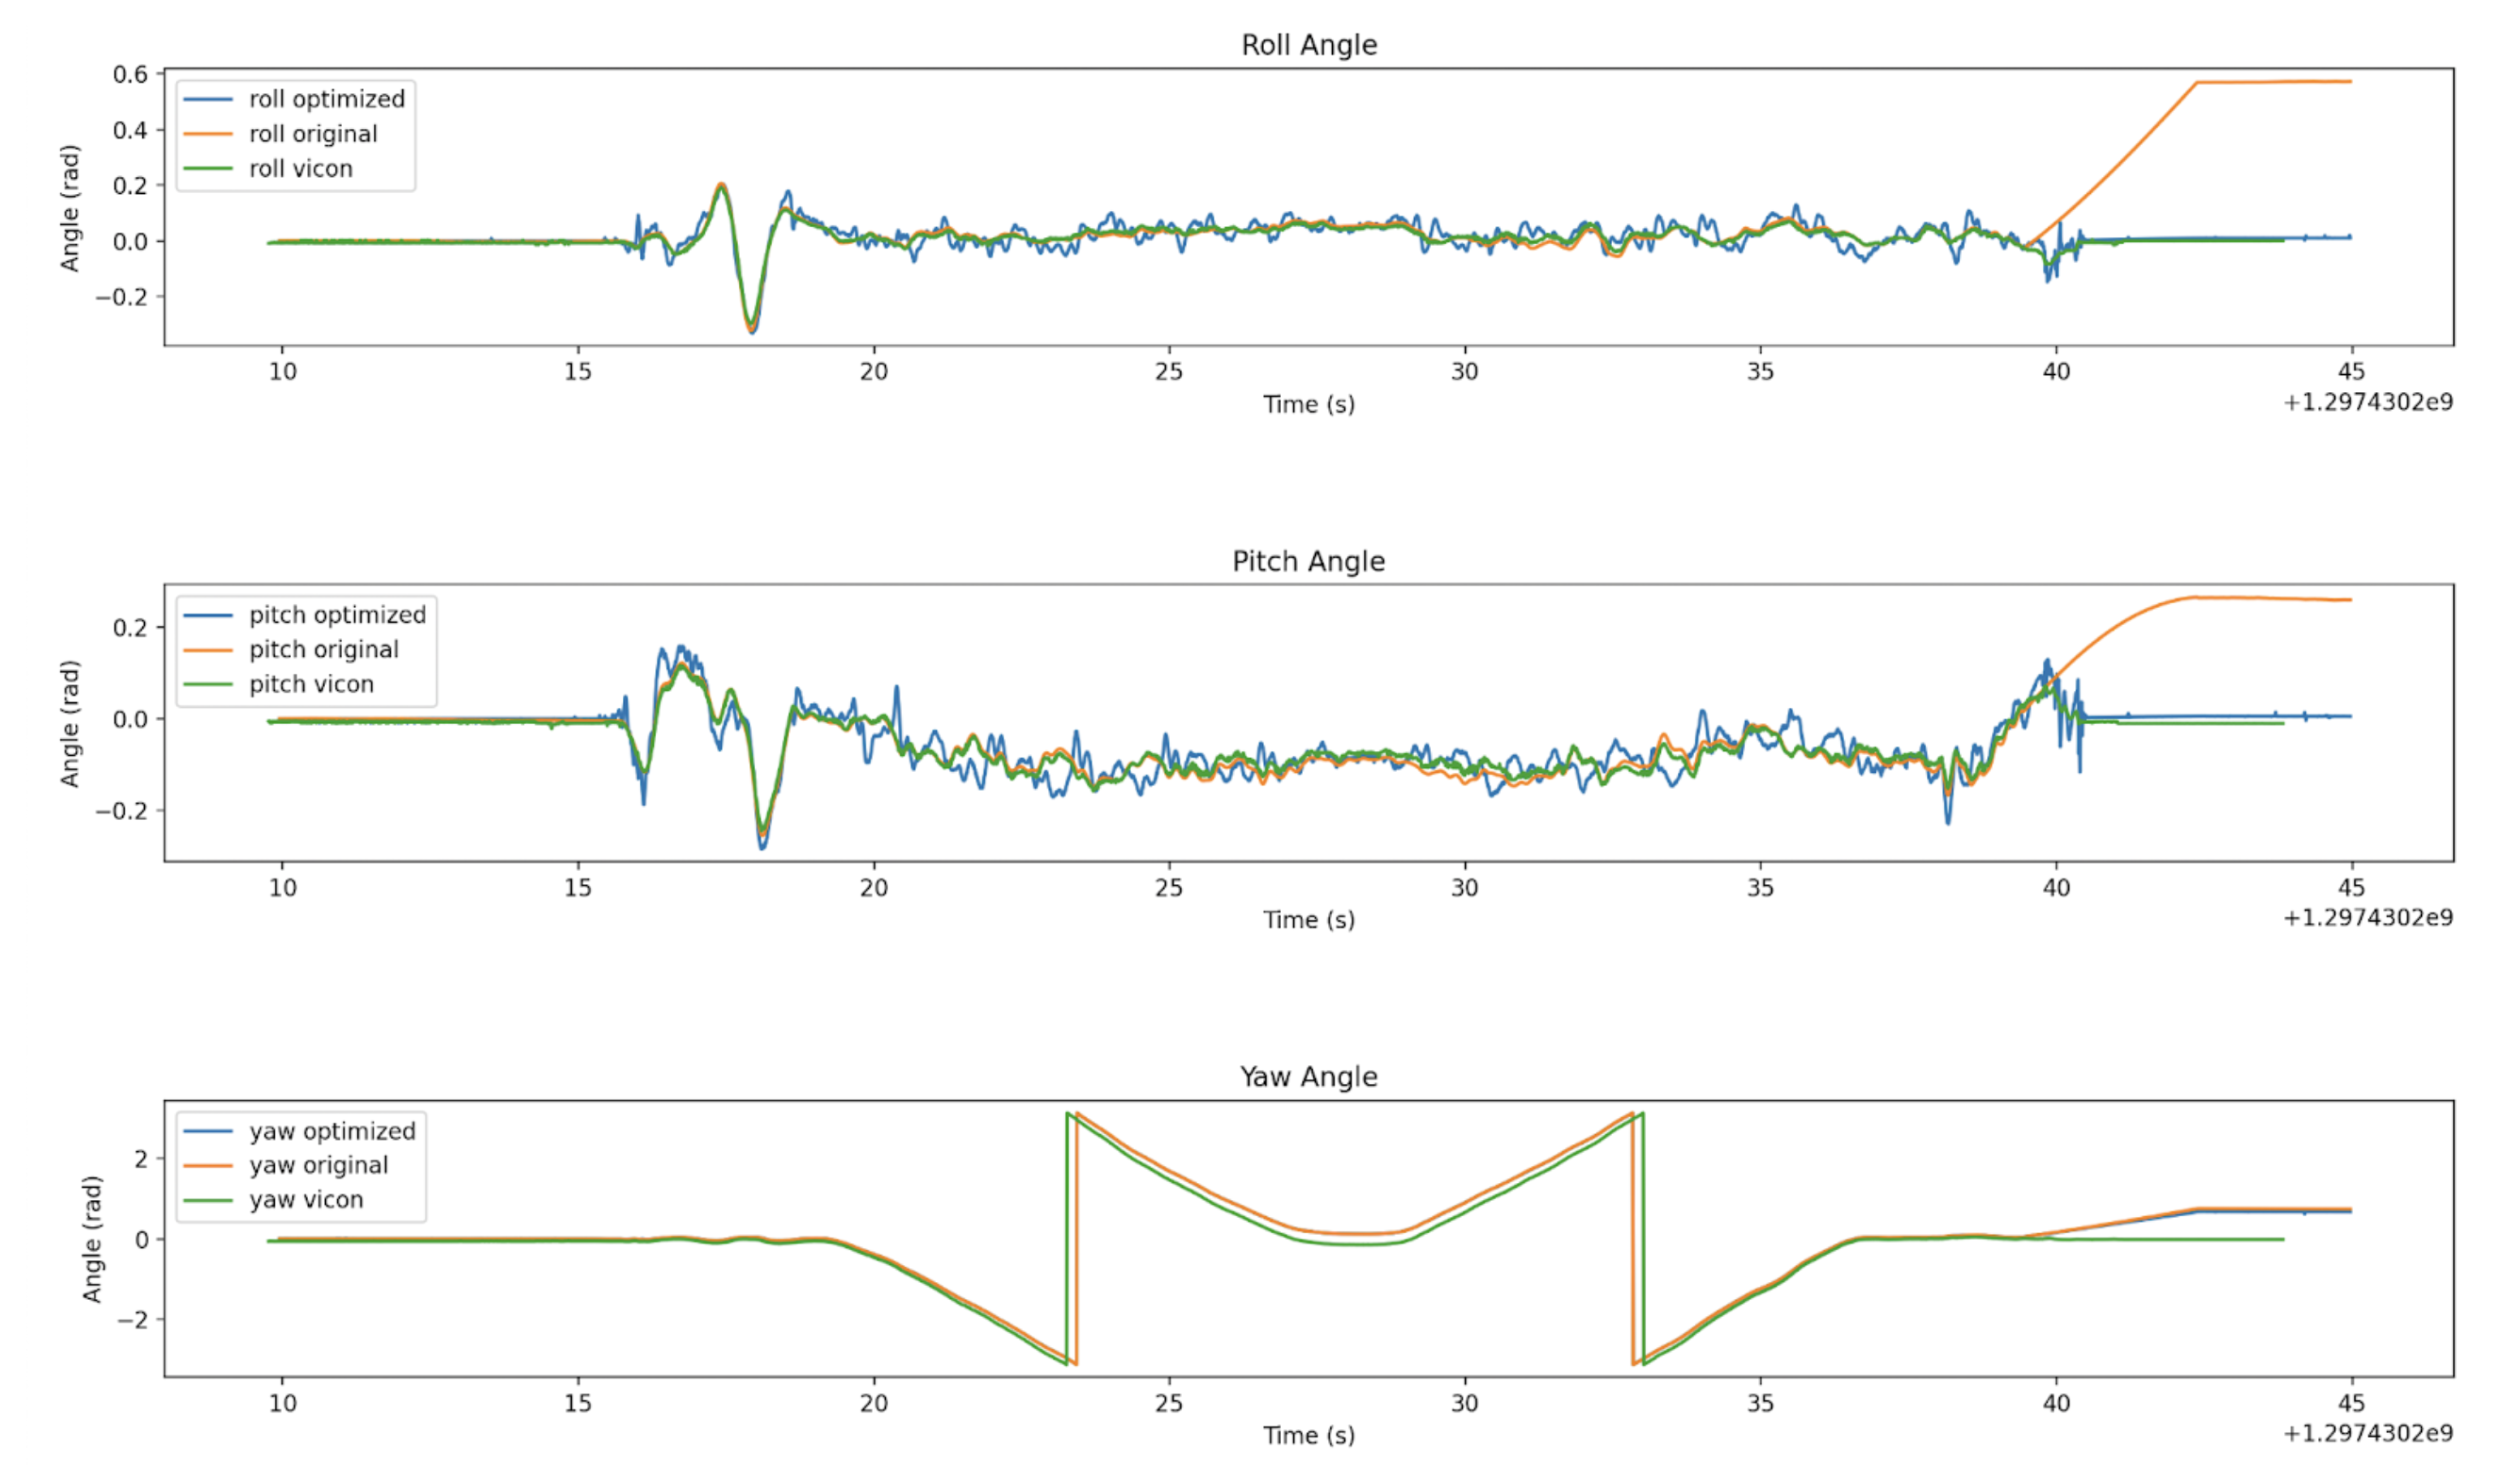 Roll Angle
0.6
0.4
0.2
0.0
−0.2
Angle (rad)
roll optimized
roll original
roll vicon
10 15 20 25 30 35 40 45
Time (s)
+1.2974302e9
Pitch Angle
0.2
0.0
−0.2
Angle (rad)
pitch optimized
pitch original
pitch vicon
10 15 20 25 30 35 40 45
Time (s)
+1.2974302e9
Yaw Angle
2
0
−2
Angle (rad)
yaw optimized
yaw original
yaw vicon
10 15 20 25 30 35 40 45
Time (s)
+1.2974302e9